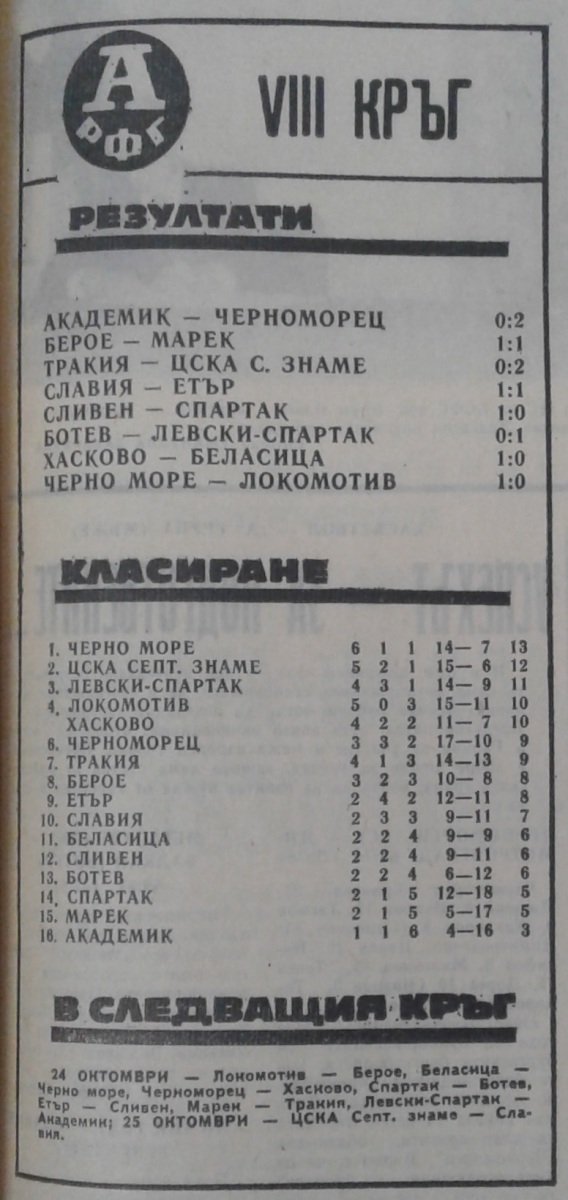 А
РФГ
VIII КРЪГ
РЕЗУЛТАТИ
АКАДЕМИК — ЧЕРНОМОРЕЦ 0:2
БЕРОЕ — МАРЕК 1:1
ТРАКИЯ — ЦСКА С. ЗНАМЕ 0:2
СЛАВИЯ — ЕТЪР 1:1
СЛИВЕН — СПАРТАК 1:0
БОТЕВ — ЛЕВСКИ-СПАРТАК 0:1
ХАСКОВО — БЕЛАСИЦА 1:0
ЧЕРНО МОРЕ — ЛОКОМОТИВ 1:0
КЛАСИРАНЕ
1. ЧЕРНО МОРЕ 6 1 1 14— 7 13
2. ЦСКА СЕПТ. ЗНАМЕ 5 2 1 15— 6 12
3. ЛЕВСКИ-СПАРТАК 4 3 1 14— 9 11
4. ЛОКОМОТИВ 5 0 3 15—11 10
ХАСКОВО 4 2 2 11— 7 10
6. ЧЕРНОМОРЕЦ 3 3 2 17—10 9
7. ТРАКИЯ 4 1 3 14—13 9
8. БЕРОЕ 3 2 3 10— 8 8
9. ЕТЪР 2 4 2 12—11 8
10. СЛАВИЯ 2 3 3 9—11 7
11. БЕЛАСИЦА 2 2 4 9— 9 6
12. СЛИВЕН 2 2 4 9—11 6
13. БОТЕВ 2 2 4 6—12 6
14. СПАРТАК 2 1 5 12—18 5
15. МАРЕК 2 1 5 5—17 5
16. АКАДЕМИК 1 1 6 4—16 3
В СЛЕДВАЩИЯ КРЪГ
24 ОКТОМВРИ — Локомотив — Берое, Беласица —
Черно море, Черноморец — Хасково, Спартак — Ботев,
Етър — Сливен, Марек — Тракия, Левски-Спартак —
Академик; 25 ОКТОМВРИ — ЦСКА Септ. знаме — Сла-
вия.